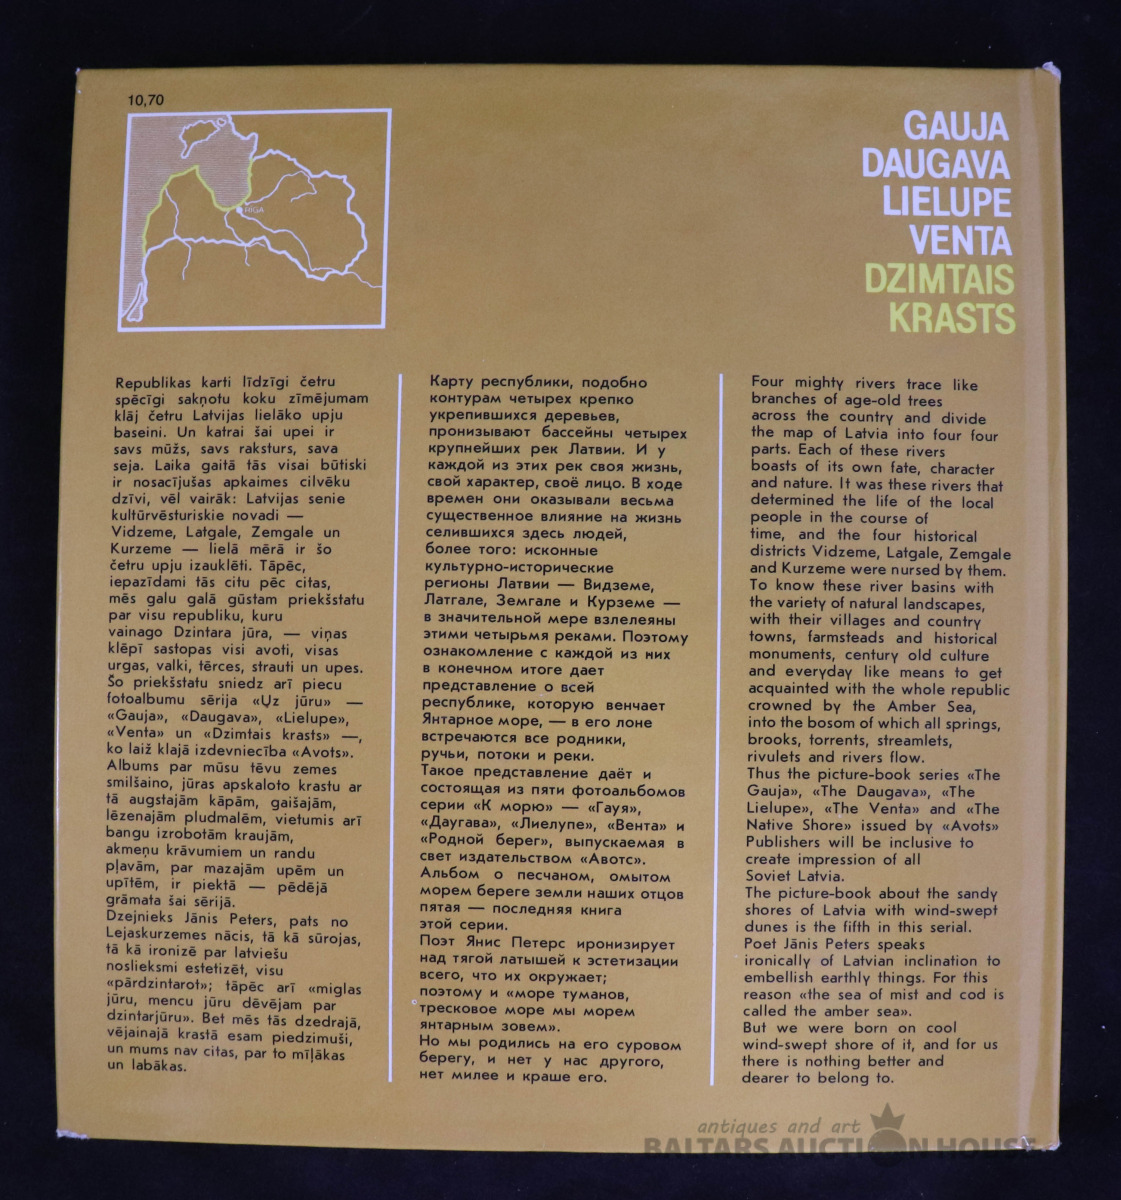 10,70
RIGA
GAUJA
DAUGAVA
LIELUPE
VENTA
DZIMTAIS
KRASTS
Republikas karti līdzīgi četru
spēcīgi sakņotu koku zīmējumam
klāj četru Latvijas lielāko upju
baseini. Un katrai šai upei ir
savs mūžs, savs raksturs, sava
seja. Laika gaitā tās visai būtiski
ir nosacījušas apkaimes cilvēku
dzīvi, vēl vairāk: Latvijas senie
kultūrvēsturiskie novadi —
Vidzeme, Latgale, Zemgale un
Kurzeme — lielā mērā ir šo
četru upju izauklēti. Tāpēc,
iepazīdami tās citu pēc citas,
mēs galu galā gūstam priekšstatu
par visu republiku, kuru
vainago Dzintara jūra, — viņas
klēpī sastopas visi avoti, visas
urgas, valki, tērces, strauti un upes.
Šo priekšstatu sniedz arī piecu
fotoalbumu sērija «Uz jūru» —
«Gauja», «Daugava», «Lielupe»,
«Venta» un «Dzimtais krasts» —,
ko laiž klajā izdevniecība «Avots».
Albums par mūsu tēvu zemes
smilšaino, jūras apskaloto krastu ar
tā augstajām kāpām, gaišajām,
lēzenajām pludmalēm, vietumis arī
bangu izrobotām kraujām,
akmeņu krāvumiem un randu
pļavām, par mazajām upēm un
upītēm, ir piektā — pēdējā
grāmata šai sērijā.
Dzejnieks Jānis Peters, pats no
Lejaskurzemes nācis, tā kā sūrojas,
tā kā ironizē par latviešu
noslieksmi estetizēt, visu
«pārdzintarot»; tāpēc arī «miglas
jūru, mencu jūru dēvējam par
dzintarjūru». Bet mēs tās dzedrajā,
vējainajā krastā esam piedzimuši,
un mums nav citas, par to mīļākas
un labākas.
Карту республики, подобно
контурам четырех крепко
укрепившихся деревьев,
пронизывают бассейны четырех
крупнейших рек Латвии. И у
каждой из этих рек своя жизнь,
свой характер, своё лицо. В ходе
времен они оказывали весьма
существенное влияние на жизнь
селившихся здесь людей,
более того: исконные
культурно-исторические
регионы Латвии — Видземе,
Латгале, Земгале и Курземе —
в значительной мере взлелеяны
этими четырьмя реками. Поэтому
ознакомление с каждой из них
в конечном итоге дает
представление о всей
республике, которую венчает
Янтарное море, — в его лоне
встречаются все родники,
ручьи, потоки и реки.
Такое представление даёт и
состоящая из пяти фотоальбомов
серии «К морю» — «Гауя»,
«Даугава», «Лиелупе», «Вента» и
«Родной берег», выпускаемая в
свет издательством «Авотс».
Альбом о песчаном, омытом
морем береге земли наших отцов
пятая — последняя книга
этой серии.
Поэт Янис Петерс иронизирует
над тягой латышей к эстетизации
всего, что их окружает;
поэтому и «море туманов,
тресковое море мы морем
янтарным зовем».
Но мы родились на его суровом
берегу, и нет у нас другого,
нет милее и краше его.
Four mighty rivers trace like
branches of age-old trees
across the country and divide
the map of Latvia into four four
parts. Each of these rivers
boasts of its own fate, character
and nature. It was these rivers that
determined the life of the local
people in the course of
time, and the four historical
districts Vidzeme, Latgale, Zemgale
and Kurzeme were nursed by them.
To know these river basins with
the variety of natural landscapes,
with their villages and country
towns, farmsteads and historical
monuments, century old culture
and everyday like means to get
acquainted with the whole republic
crowned by the Amber Sea,
into the bosom of which all springs,
brooks, torrents, streamlets,
rivulets and rivers flow.
Thus the picture-book series «The
Gauja», «The Daugava», «The
Lielupe», «The Venta» and «The
Native Shore» issued by «Avots»
Publishers will be inclusive to
create impression of all
Soviet Latvia.
The picture-book about the sandy
shores of Latvia with wind-swept
dunes is the fifth in this serial.
Poet Jānis Peters speaks
ironically of Latvian inclination to
embellish earthly things. For this
reason «the sea of mist and cod is
called the amber sea».
But we were born on cool
wind-swept shore of it, and for us
there is nothing better and
dearer to belong to.
antiques and art
BALTARS AUCTION HOUSE